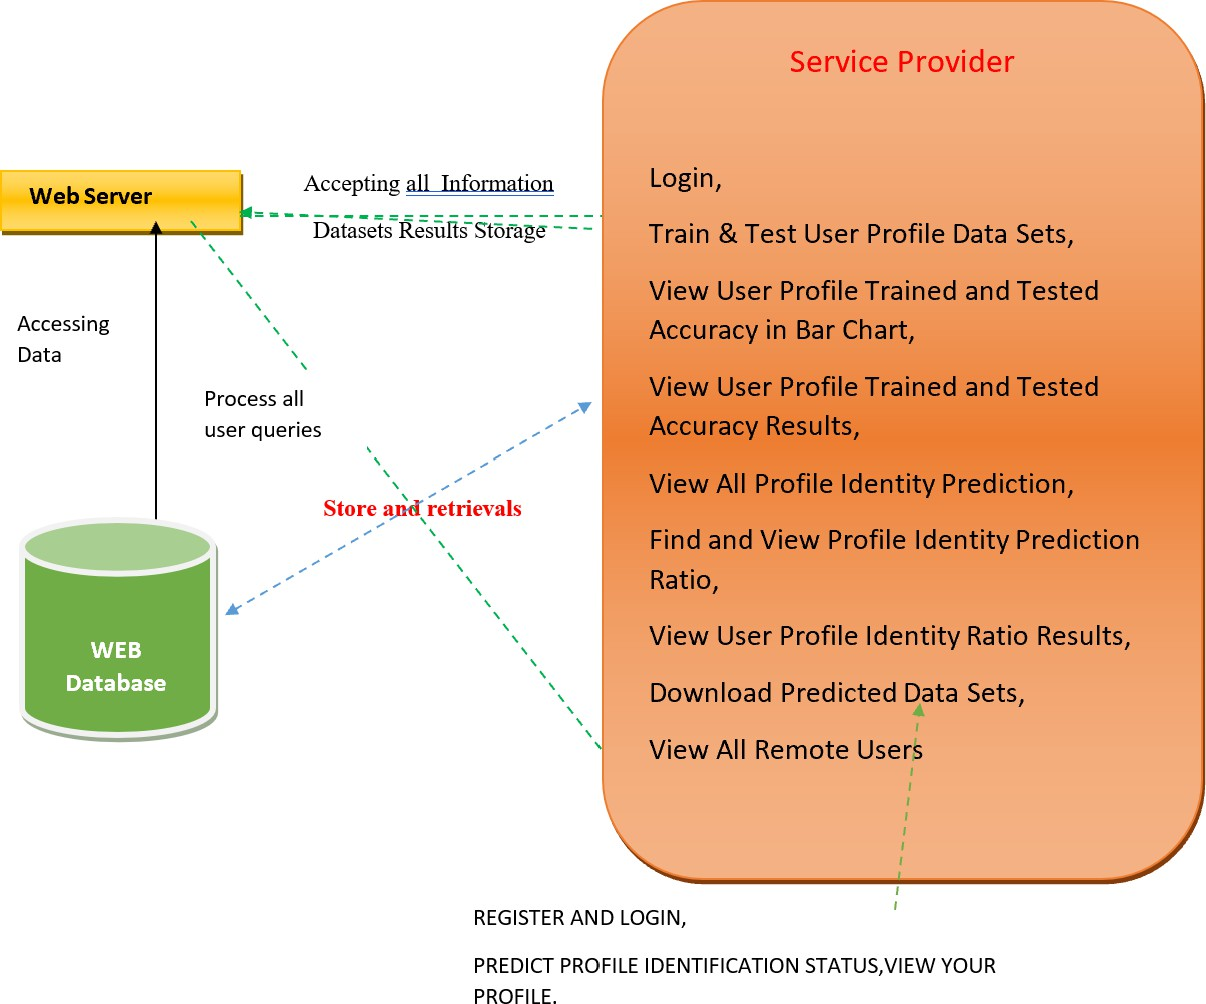 Service Provider
Login,
Train & Test User Profile Data Sets,
View User Profile Trained and Tested
Accuracy in Bar Chart,
View User Profile Trained and Tested
Accuracy Results,
View All Profile Identity Prediction,
Find and View Profile Identity Prediction
Ratio,
View User Profile Identity Ratio Results,
Download Predicted Data Sets,
View All Remote Users
Web Server
Accepting all Information
Datasets Results Storage
Accessing
Data
Process all
user queries
Store and retrievals
WEB
Database
REGISTER AND LOGIN,
PREDICT PROFILE IDENTIFICATION STATUS,VIEW YOUR
PROFILE.